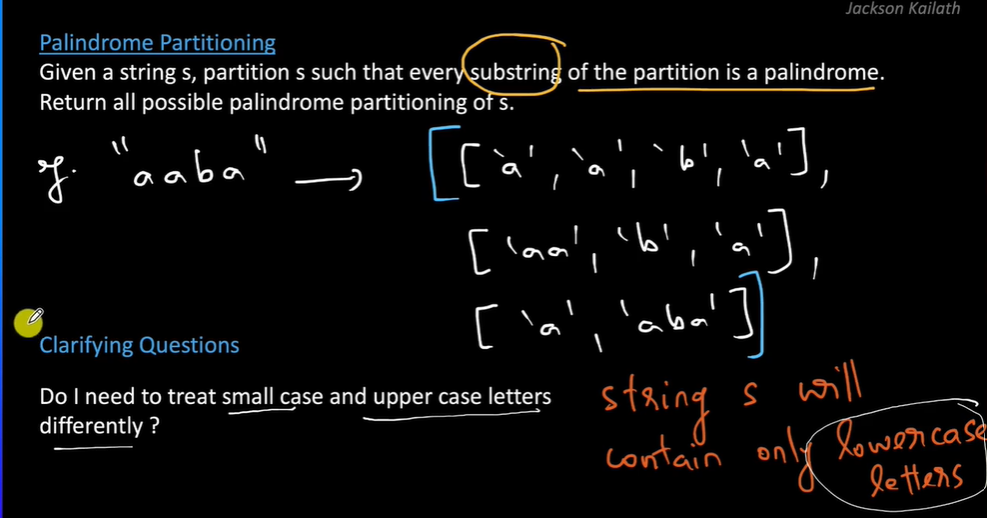 Jackson Kailath
Palindrome Partitioning
Given a string s, partition s such that every substring of the partition is a palindrome.
Return all possible palindrome partitioning of s.
eg. "aaba" → [['a', 'a', 'b', 'a'],
['aa', 'b', 'a'],
['a', 'aba']]
Clarifying Questions
Do I need to treat small case and upper case letters
differently ?
string s will
contain only lowercase
letters